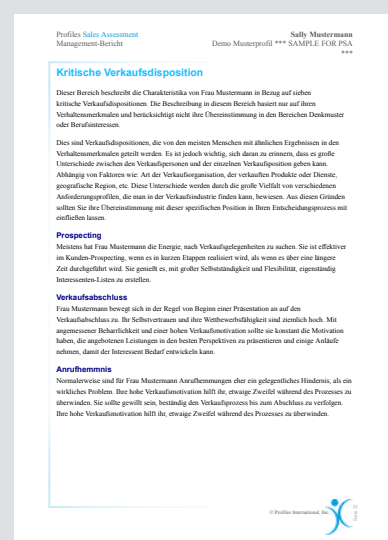 Profiles Sales Assessment
Management-Bericht
Sally Mustermann
Demo Musterprofil *** SAMPLE FOR PSA
***
Kritische Verkaufsdisposition
Dieser Bereich beschreibt die Charakteristika von Frau Mustermann in Bezug auf sieben
kritische Verkaufsdispositionen. Die Beschreibung in diesem Bereich basiert nur auf ihren
Verhaltensmerkmalen und berücksichtigt nicht ihre Übereinstimmung in den Bereichen Denkmuster
oder Berufsinteressen.
Dies sind Verkaufsdispositionen, die von den meisten Menschen mit ähnlichen Ergebnissen in den
Verhaltensmerkmalen geteilt werden. Es ist jedoch wichtig, sich daran zu erinnern, dass es große
Unterschiede zwischen den Verkaufspersonen und der einzelnen Verkaufsposition geben kann.
Abhängig von Faktoren wie: Art der Verkaufsorganisation, der verkauften Produkte oder Dienste,
geografische Region, etc. Diese Unterschiede werden durch die große Vielfalt von verschiedenen
Anforderungsprofilen, die man in der Verkaufsindustrie finden kann, bewiesen. Aus diesen Gründen
sollten Sie ihre Übereinstimmung mit dieser spezifischen Position in Ihren Entscheidungsprozess mit
einfließen lassen.
Prospecting
Meistens hat Frau Mustermann die Energie, nach Verkaufsgelegenheiten zu suchen. Sie ist effektiver
im Kunden-Prospecting, wenn es in kurzen Etappen realisiert wird, als wenn es über eine längere
Zeit durchgeführt wird. Sie genießt es, mit großer Selbstständigkeit und Flexibilität, eigenständig
Interessenten-Listen zu erstellen.
Verkaufsabschluss
Frau Mustermann bewegt sich in der Regel von Beginn einer Präsentation an auf den
Verkaufsabschluss zu. Ihr Selbstvertrauen und ihre Wettbewerbsfähigkeit sind ziemlich hoch. Mit
angemessener Beharrlichkeit und einer hohen Verkaufsmotivation sollte sie konstant die Motivation
haben, die angebotenen Leistungen in den besten Perspektiven zu präsentieren und einige Anläufe
nehmen, damit der Interessent Bedarf entwickeln kann.
Anrufhemmnis
Normalerweise sind für Frau Mustermann Anrufhemmungen eher ein gelegentliches Hindernis, als ein
wirkliches Problem. Ihre hohe Verkaufsmotivation hilft ihr, etwaige Zweifel während des Prozesses zu
überwinden. Sie sollte gewillt sein, beständig den Verkaufsprozess bis zum Abschluss zu verfolgen.
Ihre hohe Verkaufsmotivation hilft ihr, etwaige Zweifel während des Prozesses zu überwinden.
© Profiles International, Inc.